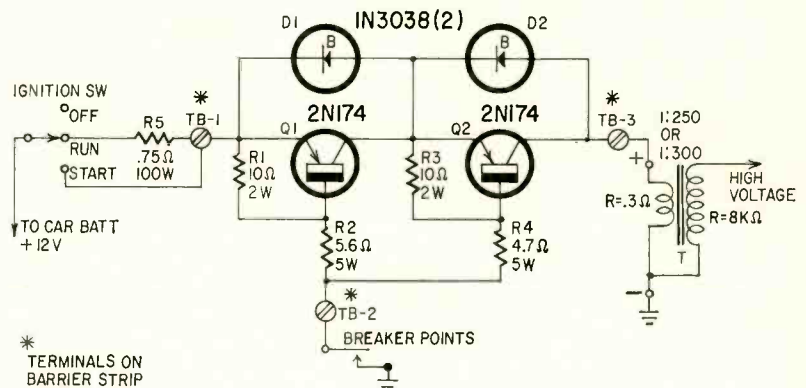 IN3038(2)
D1
D2
B
B
IGNITION SW
OFF
RUN
START
R5
.75Ω
100W
*
TB-1
2N174
Q1
2N174
Q2
*
TB-3
1:250
OR
1:300
+
R1
10Ω
2W
R3
10Ω
2W
R=.3Ω
HIGH
VOLTAGE
R=8KΩ
T
TO CAR BATT
+12V
R2
5.6Ω
5W
R4
4.7Ω
5W
-
*
TB-2
BREAKER POINTS
*
TERMINALS ON
BARRIER STRIP